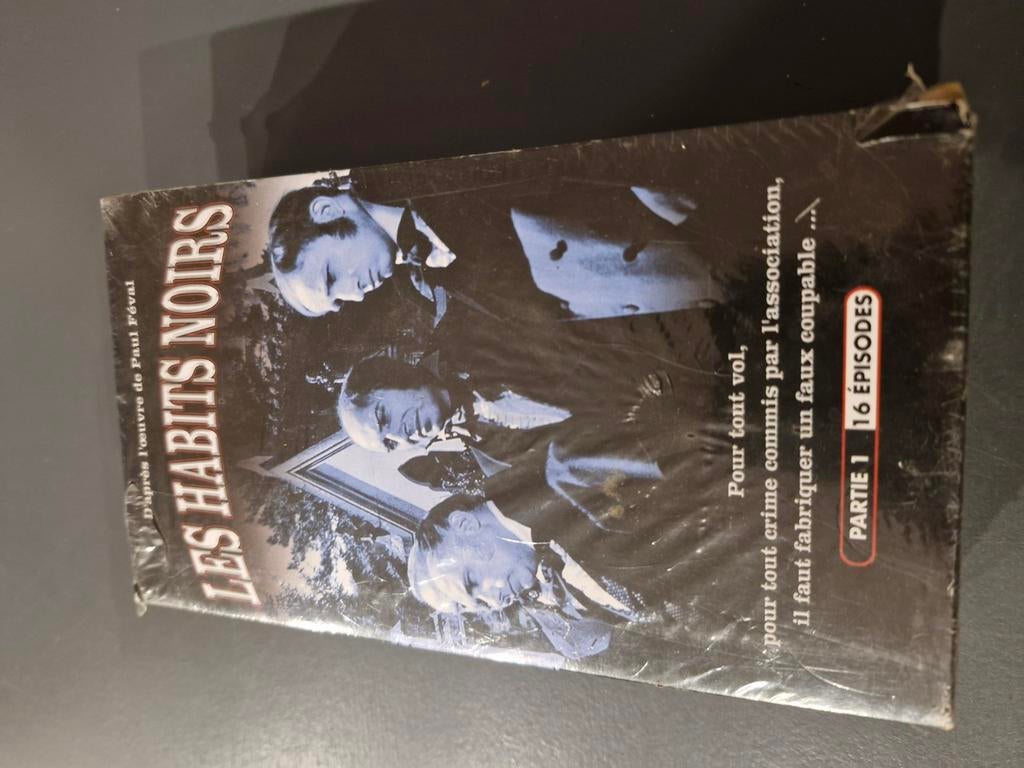 D'après l'œuvre de Paul Féval
LES HABITS NOIRS
Pour tout vol,
pour tout crime commis par l'association,
il faut fabriquer un faux coupable ...
PARTIE 1 16 ÉPISODES